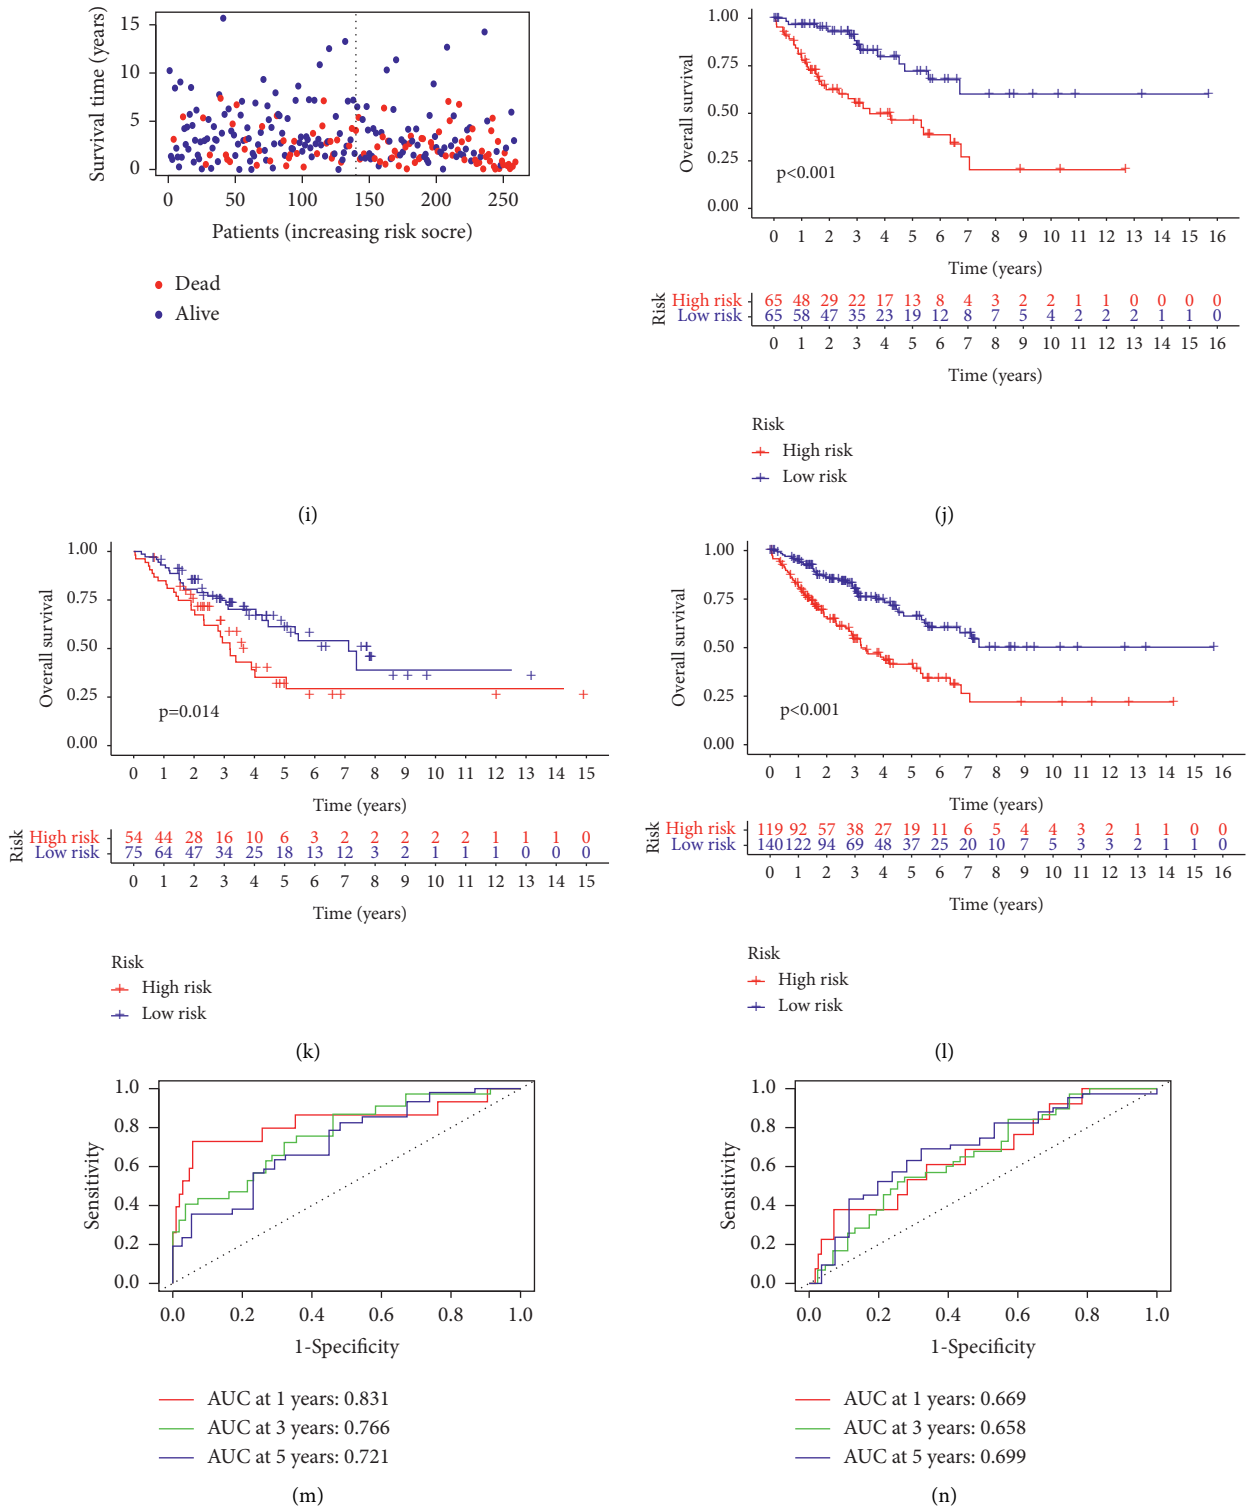 15
10
5
0
Survival time (years)
0 50 100 150 200 250
Patients (increasing risk socre)
Dead
Alive
(i)
1.00
0.75
0.50
0.25
0.00
Overall survival
p<0.001
0 1 2 3 4 5 6 7 8 9 10 11 12 13 14 15 16
Time (years)
Risk
High risk 65 48 29 22 17 13 8 4 3 2 2 1 1 0 0 0 0
Low risk 65 58 47 35 23 19 12 8 7 5 4 2 2 2 1 1 0
0 1 2 3 4 5 6 7 8 9 10 11 12 13 14 15 16
Time (years)
Risk
High risk
Low risk
(j)
1.00
0.75
0.50
0.25
0.00
Overall survival
p=0.014
0 1 2 3 4 5 6 7 8 9 10 11 12 13 14 15
Time (years)
Risk
High risk 54 44 28 16 10 6 3 2 2 2 2 2 1 1 1 0
Low risk 75 64 47 34 25 18 13 12 3 2 1 1 1 0 0 0
0 1 2 3 4 5 6 7 8 9 10 11 12 13 14 15
Time (years)
Risk
High risk
Low risk
(k)
1.00
0.75
0.50
0.25
0.00
Overall survival
p<0.001
0 1 2 3 4 5 6 7 8 9 10 11 12 13 14 15 16
Time (years)
Risk
High risk 119 92 57 38 27 19 11 6 5 4 4 3 2 1 1 0 0
Low risk 140 122 94 69 48 37 25 20 10 7 5 3 3 2 1 1 0
0 1 2 3 4 5 6 7 8 9 10 11 12 13 14 15 16
Time (years)
Risk
High risk
Low risk
(l)
1.0
0.8
0.6
0.4
0.2
0.0
Sensitivity
0.0 0.2 0.4 0.6 0.8 1.0
1-Specificity
AUC at 1 years: 0.831
AUC at 3 years: 0.766
AUC at 5 years: 0.721
(m)
1.0
0.8
0.6
0.4
0.2
0.0
Sensitivity
0.0 0.2 0.4 0.6 0.8 1.0
1-Specificity
AUC at 1 years: 0.669
AUC at 3 years: 0.658
AUC at 5 years: 0.699
(n)